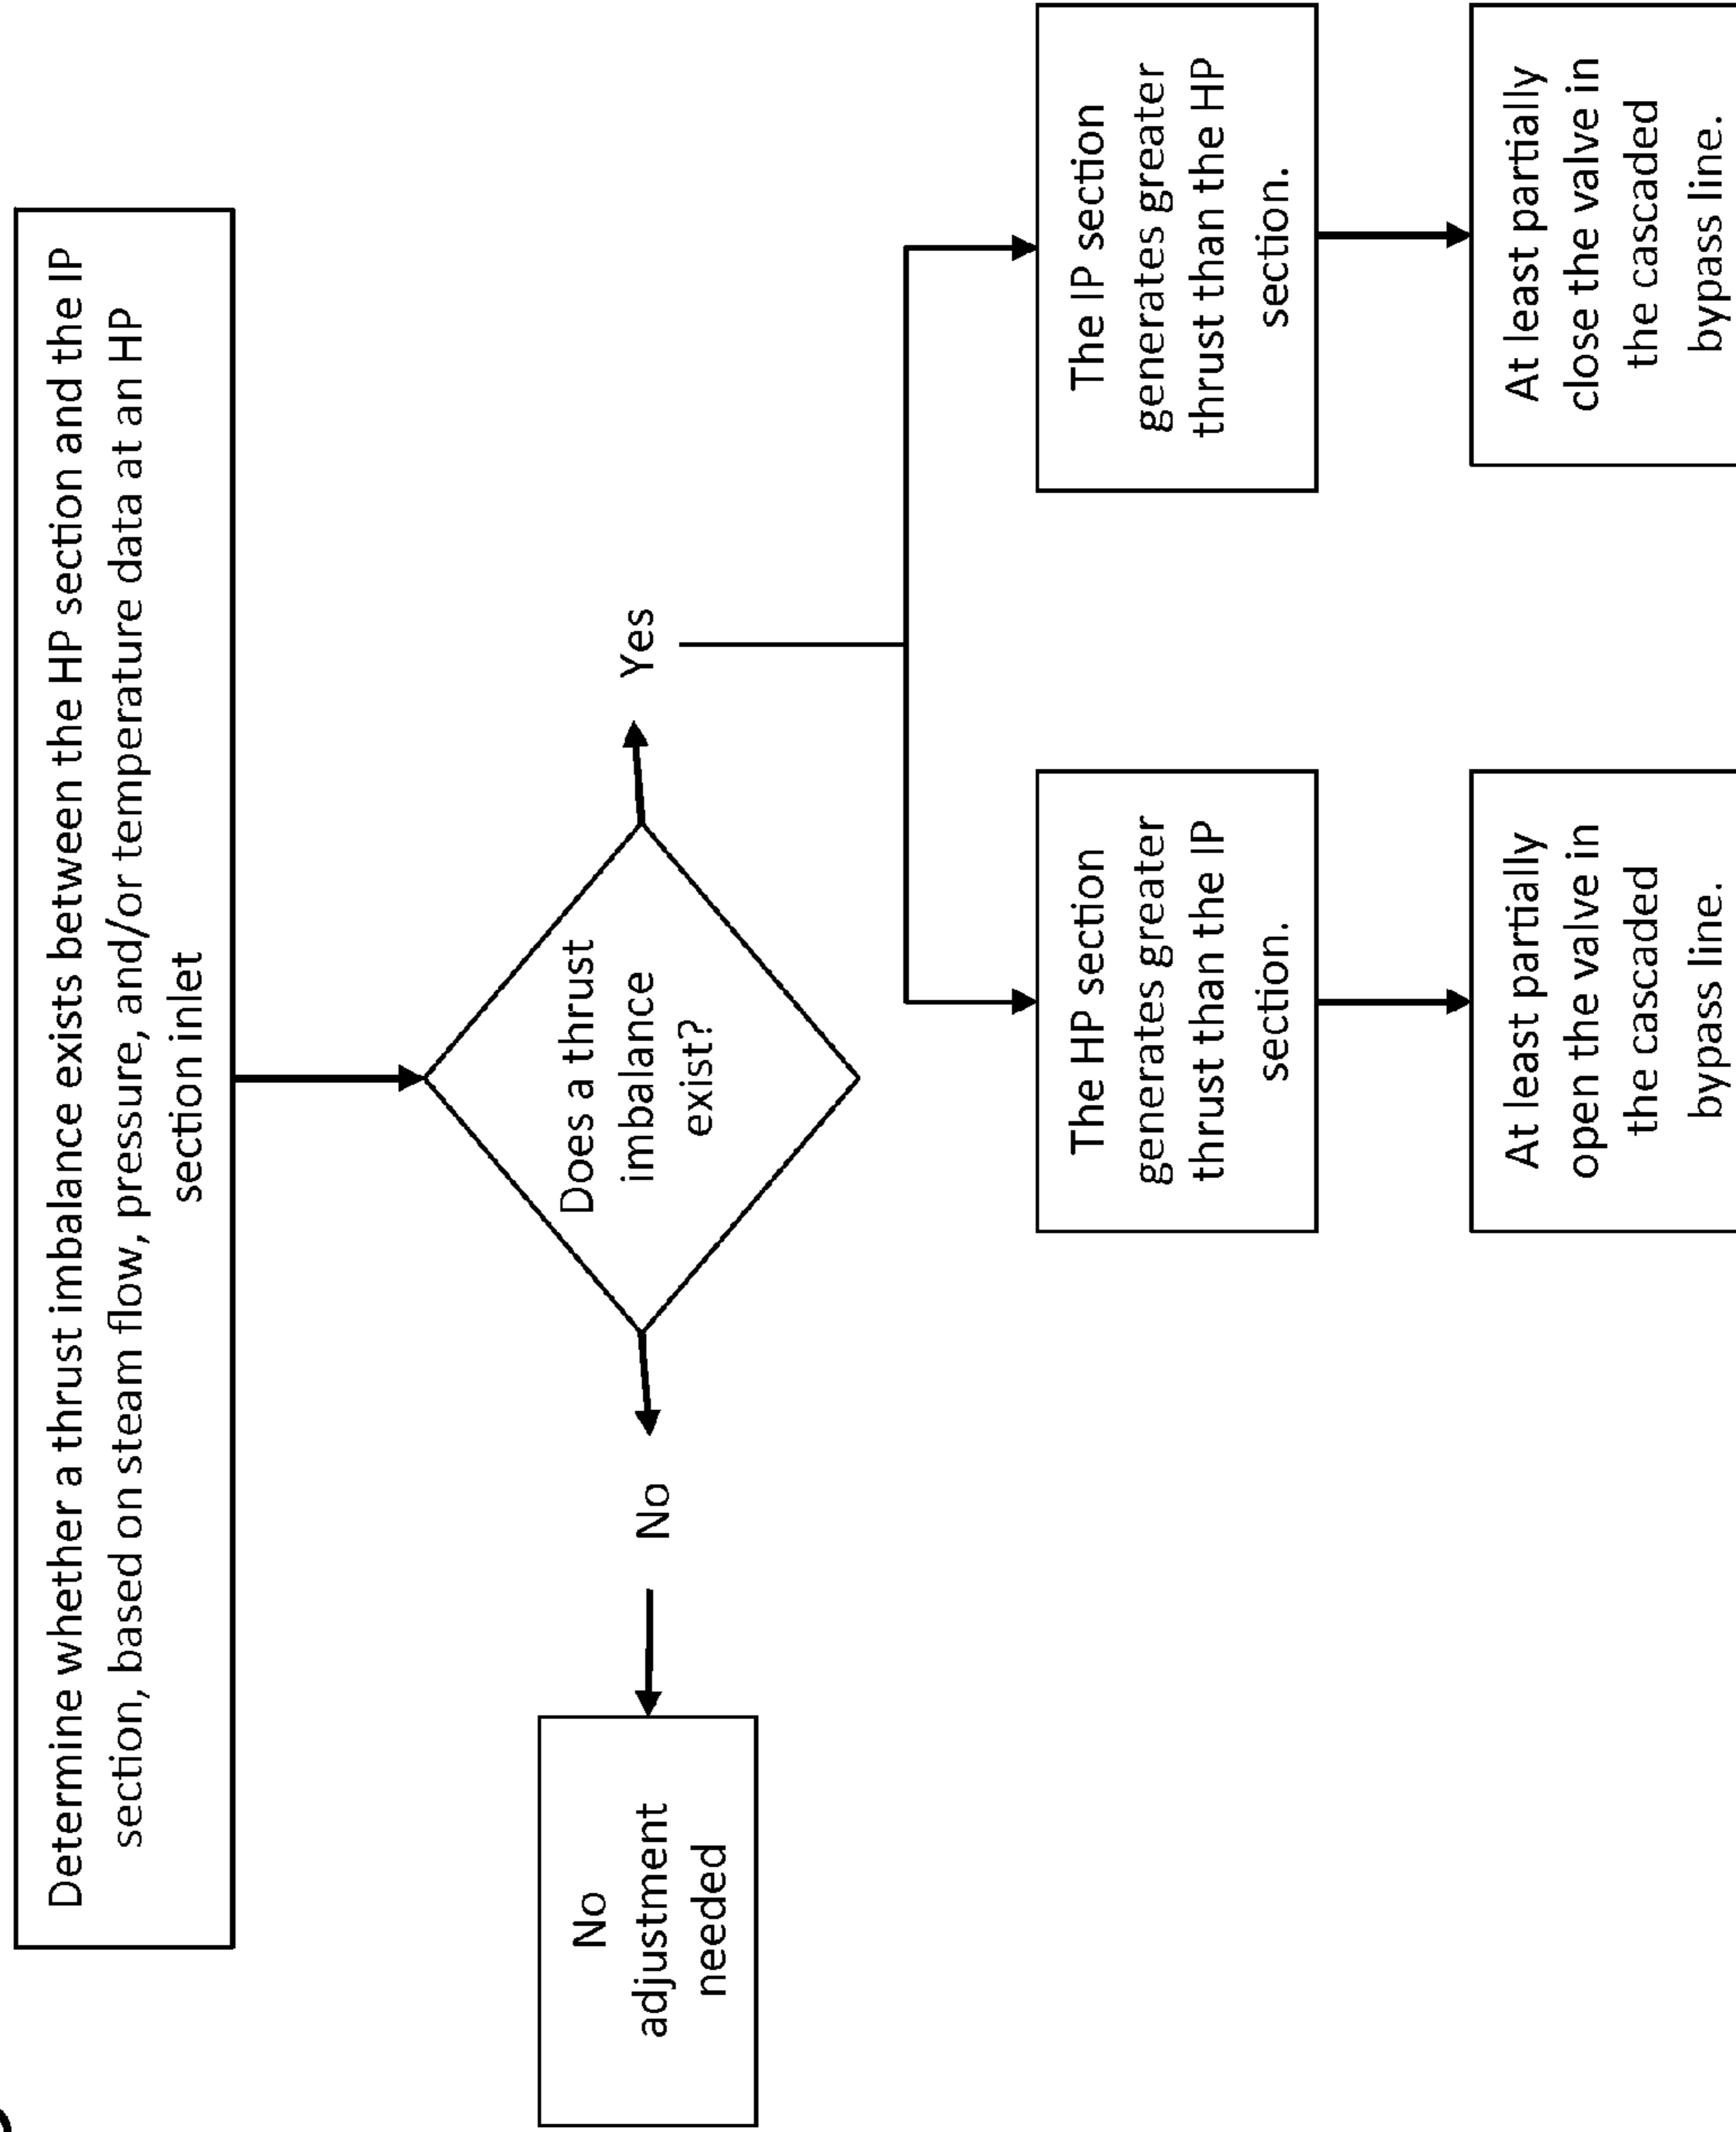 Determine whether a thrust imbalance exists between the HP section and the IP
section, based on steam flow, pressure, and/or temperature data at an HP
section inlet
Does a thrust
imbalance
exist?
No
Yes
No
adjustment
needed
The HP section
generates greater
thrust than the IP
section.
The IP section
generates greater
thrust than the HP
section.
At least partially
open the valve in
the cascaded
bypass line.
At least partially
close the valve in
the cascaded
bypass line.